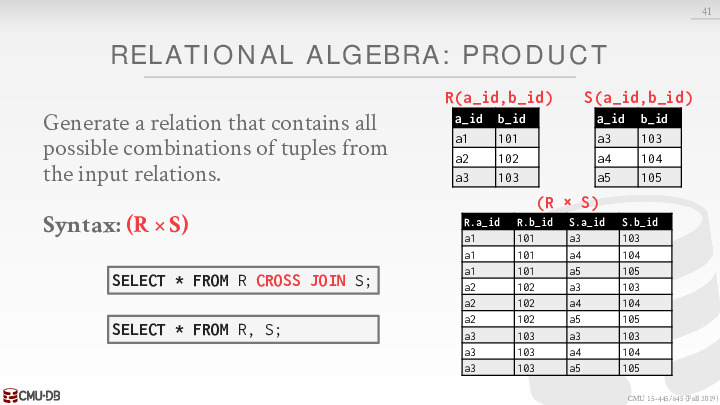 41
RELATIONAL ALGEBRA: PRODUCT
Generate a relation that contains all
possible combinations of tuples from
the input relations.
Syntax: (R × S)
SELECT * FROM R CROSS JOIN S;
SELECT * FROM R, S;
R(a_id,b_id)
a_id b_id
a1 101
a2 102
a3 103
S(a_id,b_id)
a_id b_id
a3 103
a4 104
a5 105
(R × S)
R.a_id R.b_id S.a_id S.b_id
a1 101 a3 103
a1 101 a4 104
a1 101 a5 105
a2 102 a3 103
a2 102 a4 104
a2 102 a5 105
a3 103 a3 103
a3 103 a4 104
a3 103 a5 105
CMU·DB
CMU 15-445/645 (Fall 2019)